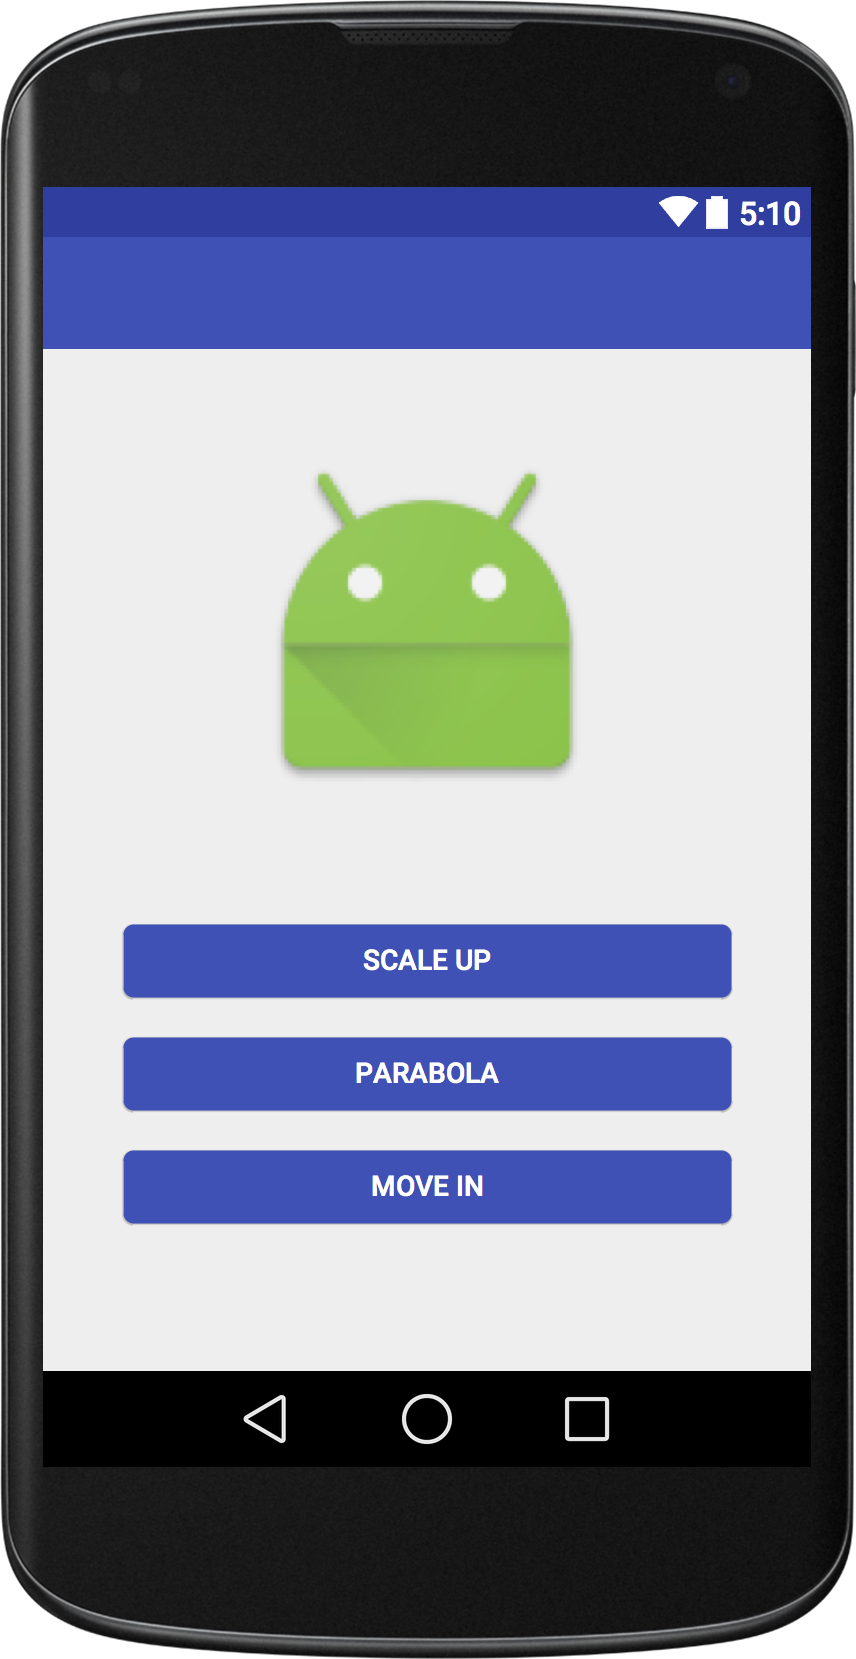 5:10
SCALE UP
PARABOLA
MOVE IN